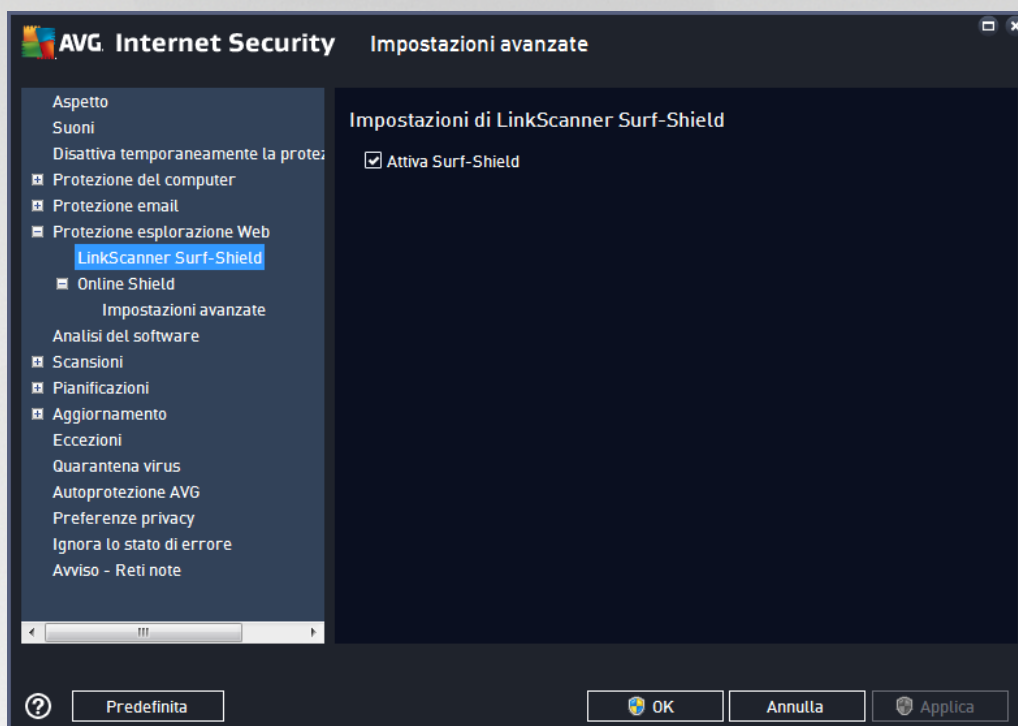 AVG. Internet Security Impostazioni avanzate
Aspetto
Suoni
Disattiva temporaneamente la
Protezione del computer
Protezione email
Protezione esplorazione Web
LinkScanner Surf-Shield
Online Shield
Impostazioni avanzate
Analisi del software
Scansioni
Pianificazioni
Aggiornamento
Eccezioni
Quarantena virus
Autoprotezione AVG
Preferenze privacy
Ignora lo stato di errore
Avviso - Reti note
Impostazioni di LinkScanner Surf-Shield
Attiva Surf-Shield
Predefinita
OK
Annulla
Applica